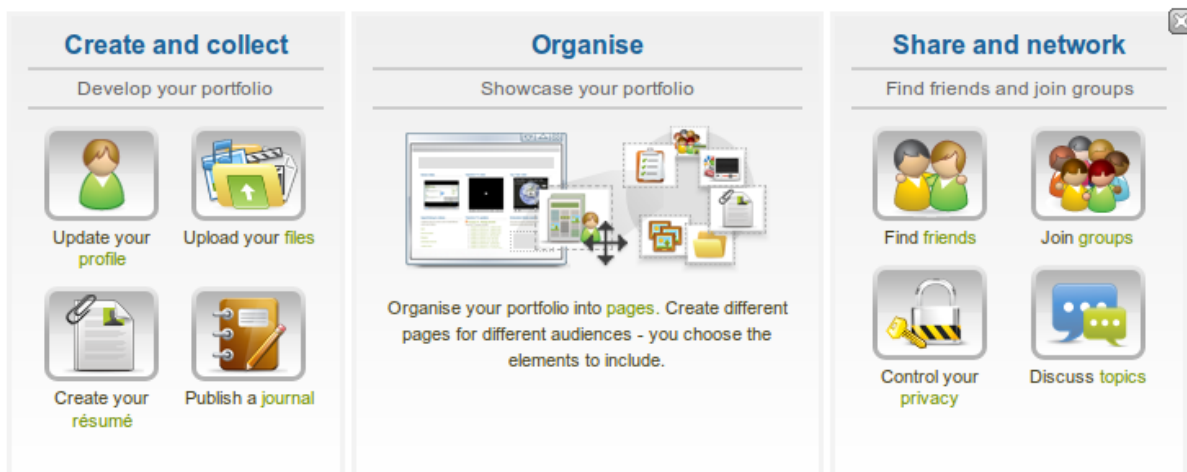 Create and collect
Develop your portfolio
Update your
profile
Upload your files
Create your
résumé
Publish a journal
Organise
Showcase your portfolio
Organise your portfolio into pages. Create different
pages for different audiences - you choose the
elements to include.
Share and network
Find friends and join groups
Find friends
Join groups
Control your
privacy
Discuss topics